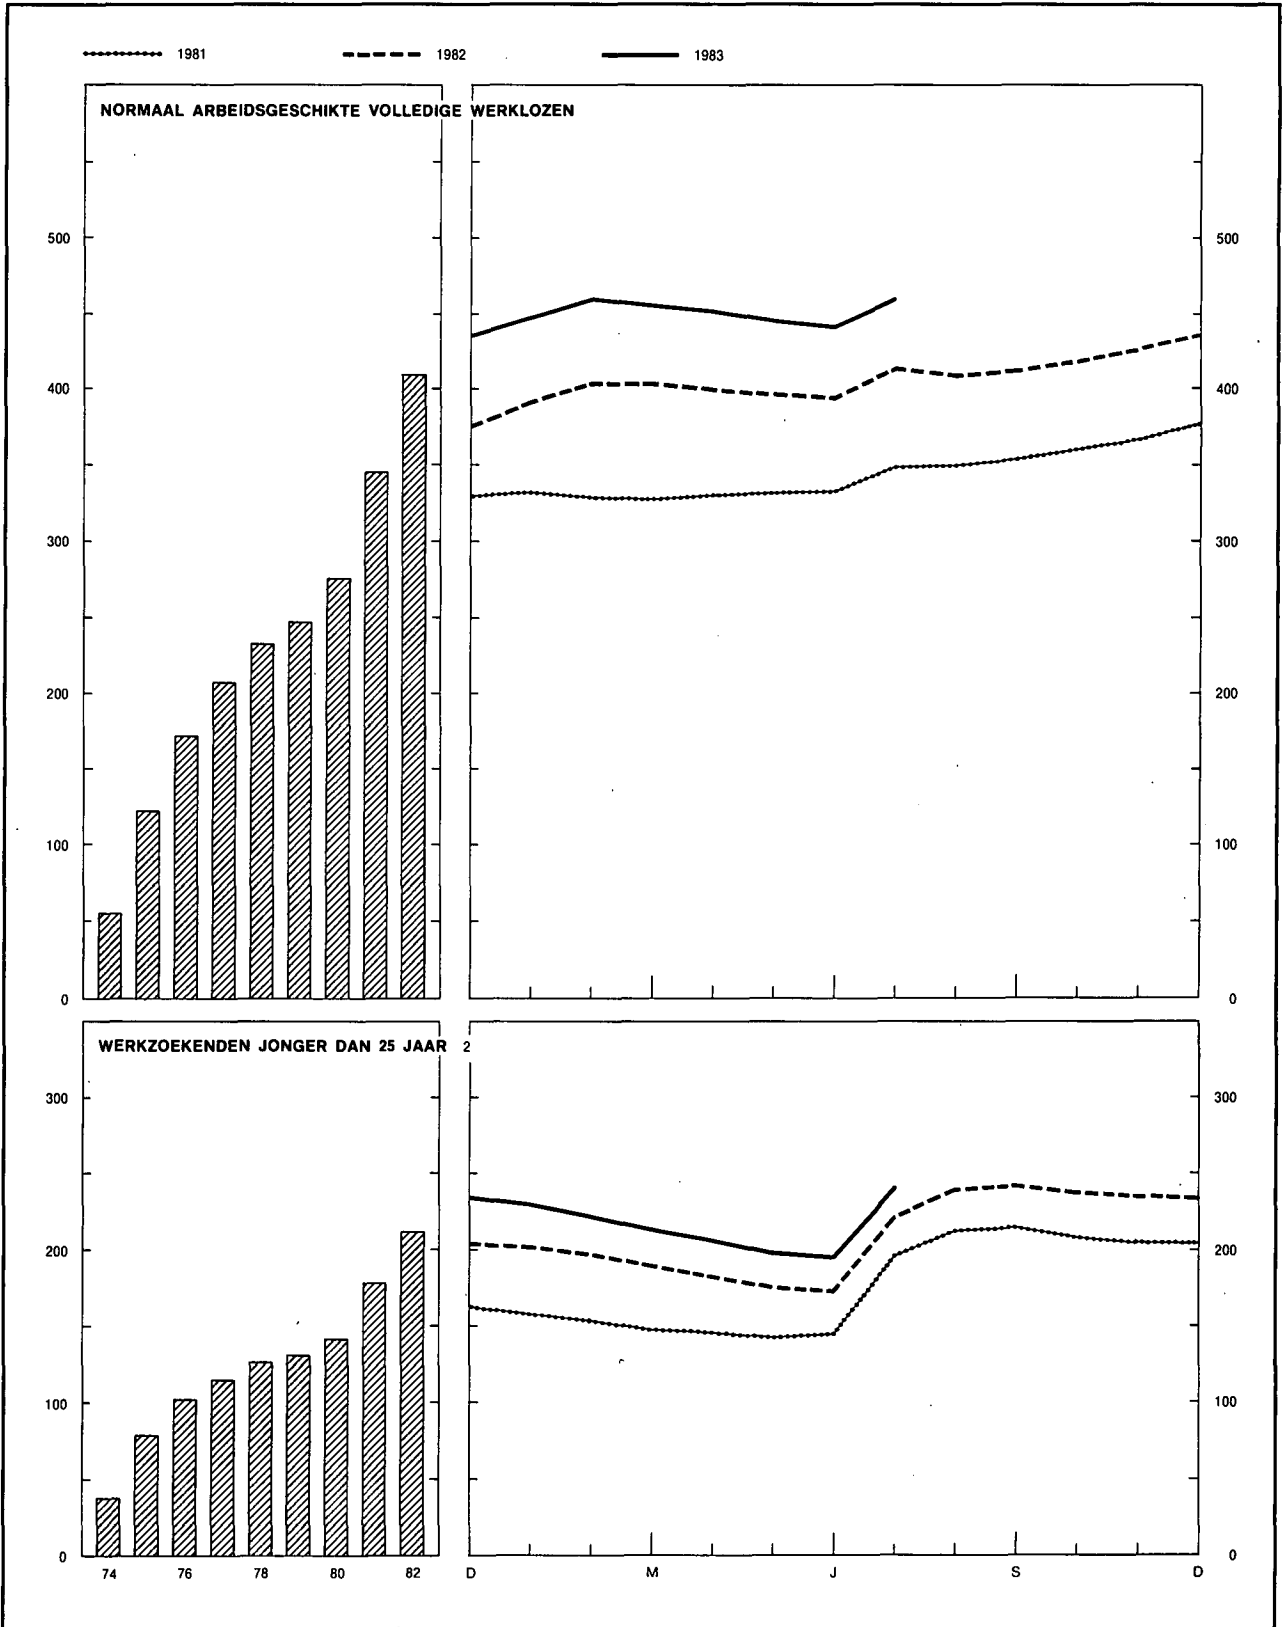 1981 1982 1983
NORMAAL ARBEIDSGESCHIKTE VOLLEDIGE WERKLOZEN
500 500
400 400
300 300
200 200
100 100
0 0
WERKZOEKENDEN JONGER DAN 25 JAAR 2
300 300
200 200
100 100
0 0
74 76 78 80 82 D M J S D